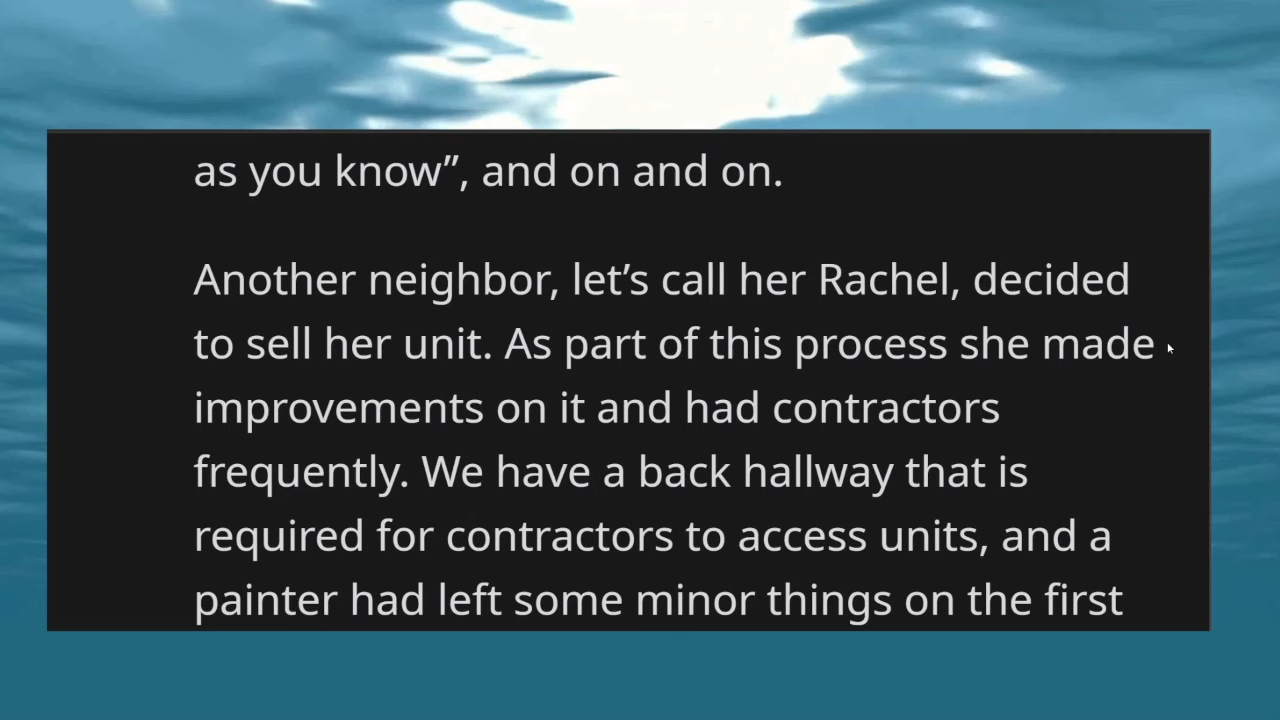 as you know”, and on and on.
Another neighbor, let’s call her Rachel, decided
to sell her unit. As part of this process she made
improvements on it and had contractors
frequently. We have a back hallway that is
required for contractors to access units, and a
painter had left some minor things on the first